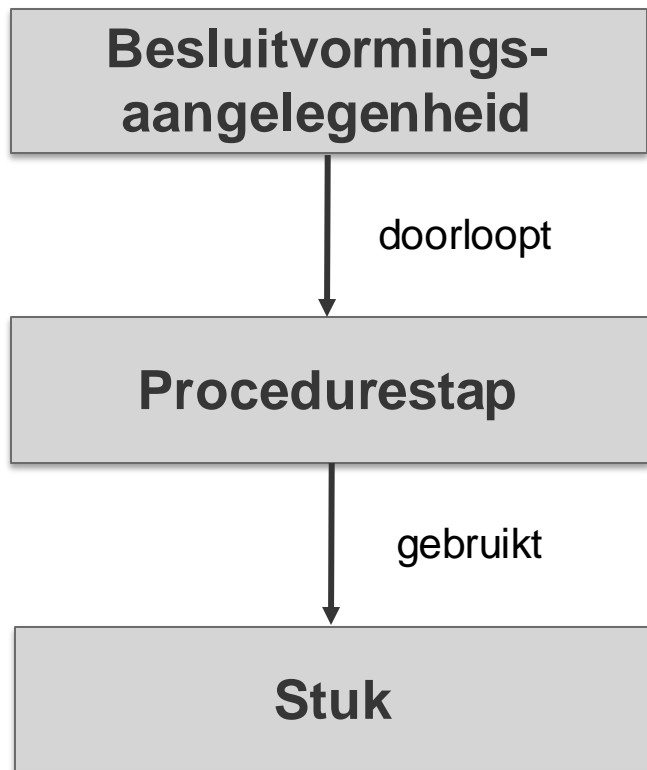 Besluitvormings-
aangelegenheid
doorloopt
Procedurestap
gebruikt
Stuk